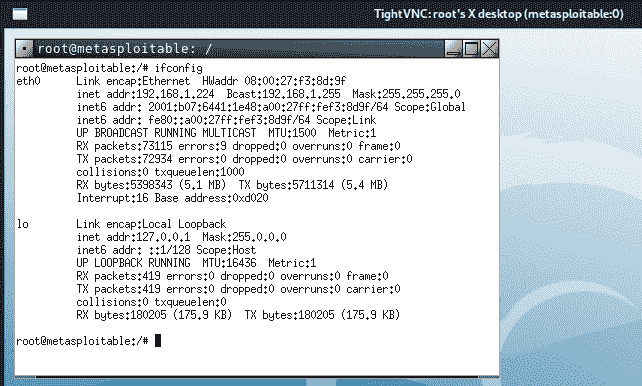 TightVNC: root's X desktop (metasploitable:0)
root@metasploitable: /
root@metasploitable:/# ifconfig
eth0      Link encap:Ethernet  HWaddr 08:00:27:f3:8d:9f
          inet addr:192.168.1.224  Bcast:192.168.1.255  Mask:255.255.255.0
          inet6 addr: 2001:b07:6441:1e48:a00:27ff:fef3:8d9f/64 Scope:Global
          inet6 addr: fe80::a00:27ff:fef3:8d9f/64 Scope:Link
          UP BROADCAST RUNNING MULTICAST  MTU:1500  Metric:1
          RX packets:73115 errors:9 dropped:0 overruns:0 frame:0
          TX packets:72934 errors:0 dropped:0 overruns:0 carrier:0
          collisions:0 txqueuelen:1000
          RX bytes:5398343 (5.1 MB)  TX bytes:5711314 (5.4 MB)
          Interrupt:16 Base address:0xd020
lo        Link encap:Local Loopback
          inet addr:127.0.0.1  Mask:255.0.0.0
          inet6 addr: ::1/128 Scope:Host
          UP LOOPBACK RUNNING  MTU:16436  Metric:1
          RX packets:419 errors:0 dropped:0 overruns:0 frame:0
          TX packets:419 errors:0 dropped:0 overruns:0 carrier:0
          collisions:0 txqueuelen:0
          RX bytes:180205 (175.9 KB)  TX bytes:180205 (175.9 KB)
root@metasploitable:/#